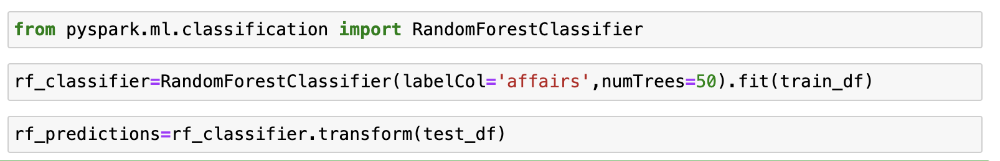 from pyspark.ml.classification import RandomForestClassifier
rf_classifier=RandomForestClassifier(labelCol='affairs',numTrees=50).fit(train_df)
rf_predictions=rf_classifier.transform(test_df)